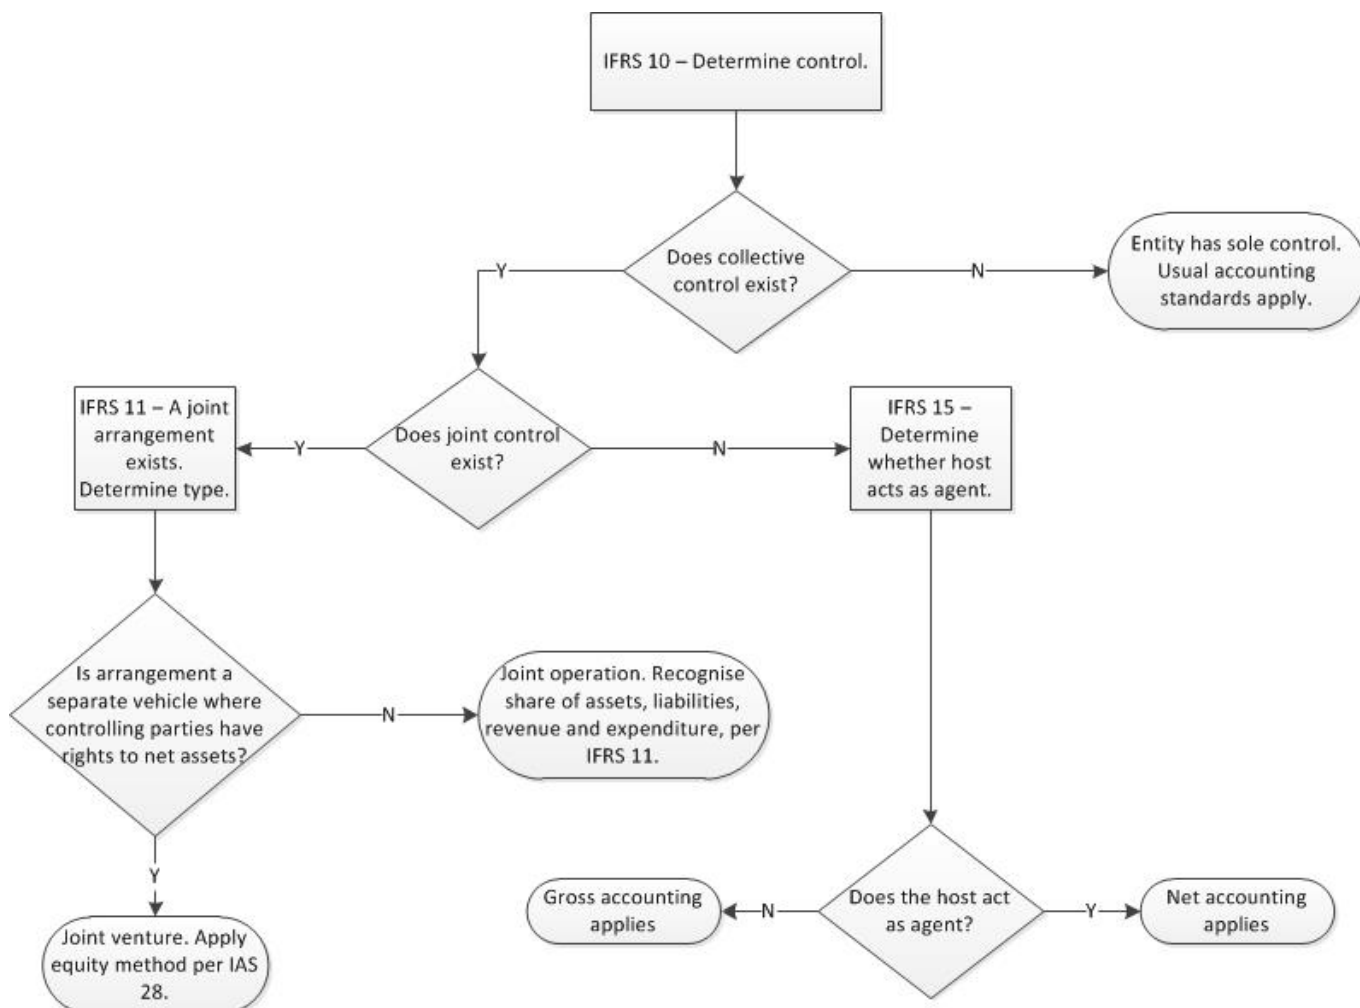 IFRS 10 – Determine control.
Does collective
control exist?
Y
N
Entity has sole control.
Usual accounting
standards apply.
IFRS 11 – A joint
arrangement
exists.
Determine type.
Y
Does joint control
exist?
N
IFRS 15 –
Determine
whether host
acts as agent.
Is arrangement a
separate vehicle where
controlling parties have
rights to net assets?
N
Joint operation. Recognise
share of assets, liabilities,
revenue and expenditure, per
IFRS 11.
Y
Joint venture. Apply
equity method per IAS
28.
Gross accounting
applies
N
Does the host act
as agent?
Y
Net accounting
applies